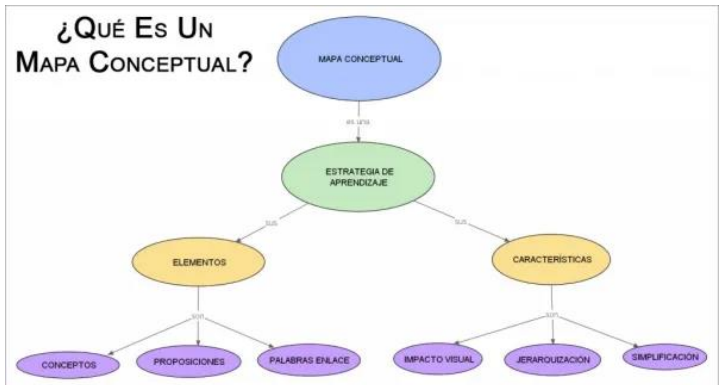 ¿Qué Es Un
Mapa Conceptual?
MAPA CONCEPTUAL
es una
ESTRATEGIA DE
APRENDIZAJE
sus
sus
ELEMENTOS
CARACTERÍSTICAS
son
son
CONCEPTOS
PROPOSICIONES
PALABRAS ENLACE
IMPACTO VISUAL
JERARQUIZACIÓN
SIMPLIFICACIÓN